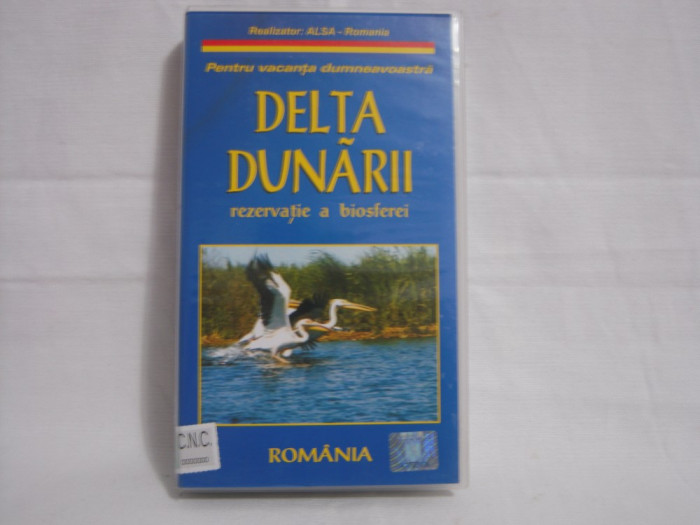 Realizator: ALSA - Romania
Pentru vacanța dumneavoastră
DELTA
DUNĂRII
rezervație a biosferei
C.N.C.
ROMÂNIA